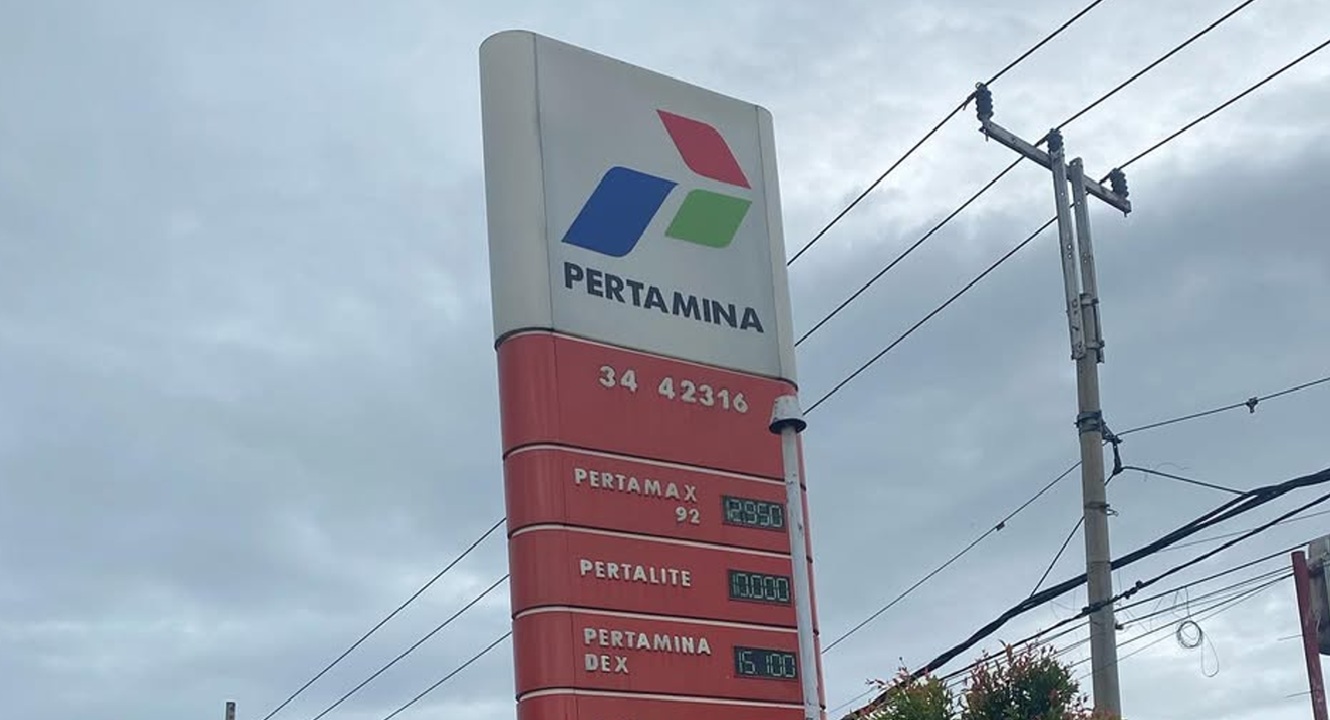 PERTAMINA
34 42316
PERTAMAX
92 12.950
PERTALITE 10.000
PERTAMINA
DEX 15.100